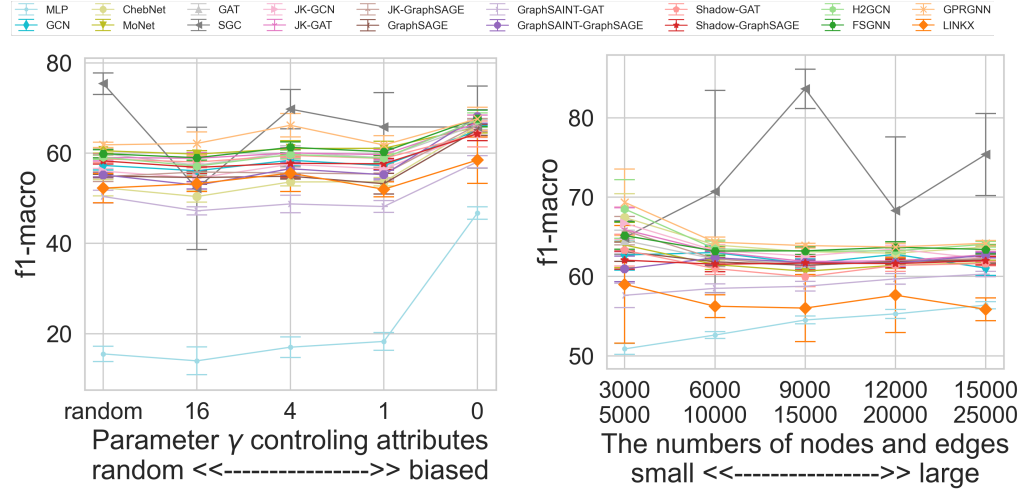 MLP ChebNet GAT JK-GCN JK-GraphSAGE GraphSAINT-GAT Shadow-GAT H2GCN GPRGNN
GCN MoNet SGC JK-GAT GraphSAGE GraphSAINT-GraphSAGE Shadow-GraphSAGE FSGNN LINKX
f1-macro
80
60
40
20
random 16 4 1 0
Parameter γ controling attributes
random <<----------------->> biased
f1-macro
80
70
60
50
3000 6000 9000 12000 15000
5000 10000 15000 20000 25000
The numbers of nodes and edges
small <<----------------->> large